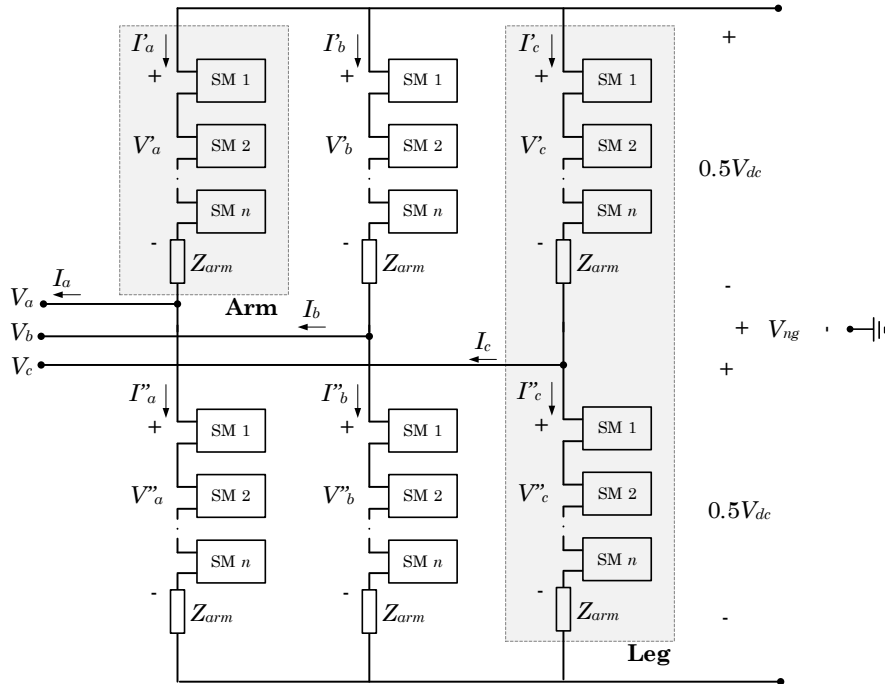 I'a I'b I'c +
+ + +
SM 1 SM 1 SM 1
V'a V'b V'c
SM 2 SM 2 SM 2
0.5Vdc
SM n SM n SM n
- - -
Zarm Zarm Zarm
Ia -
Va Arm
Ib
Vb + Vng -
Ic
Vc +
I"a I"b I"c
+ + +
SM 1 SM 1 SM 1
V"a V"b V"c
SM 2 SM 2 SM 2
0.5Vdc
SM n SM n SM n
- - -
Zarm Zarm Zarm -
Leg